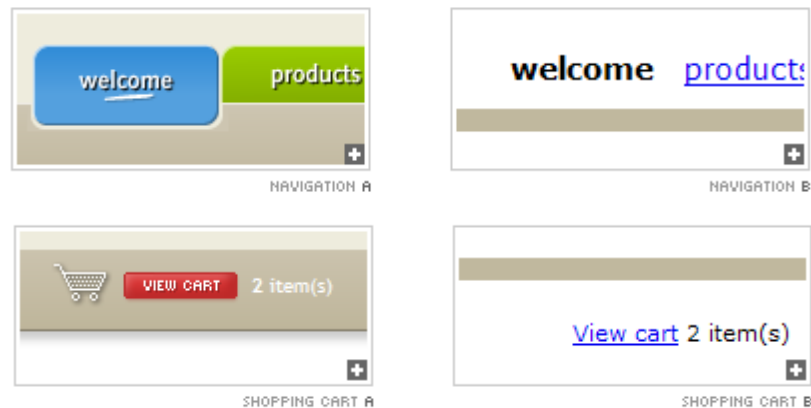 welcome products
welcome products
NAVIGATION A
NAVIGATION B
VIEW CART 2 item(s)
View cart 2 item(s)
SHOPPING CART A
SHOPPING CART B